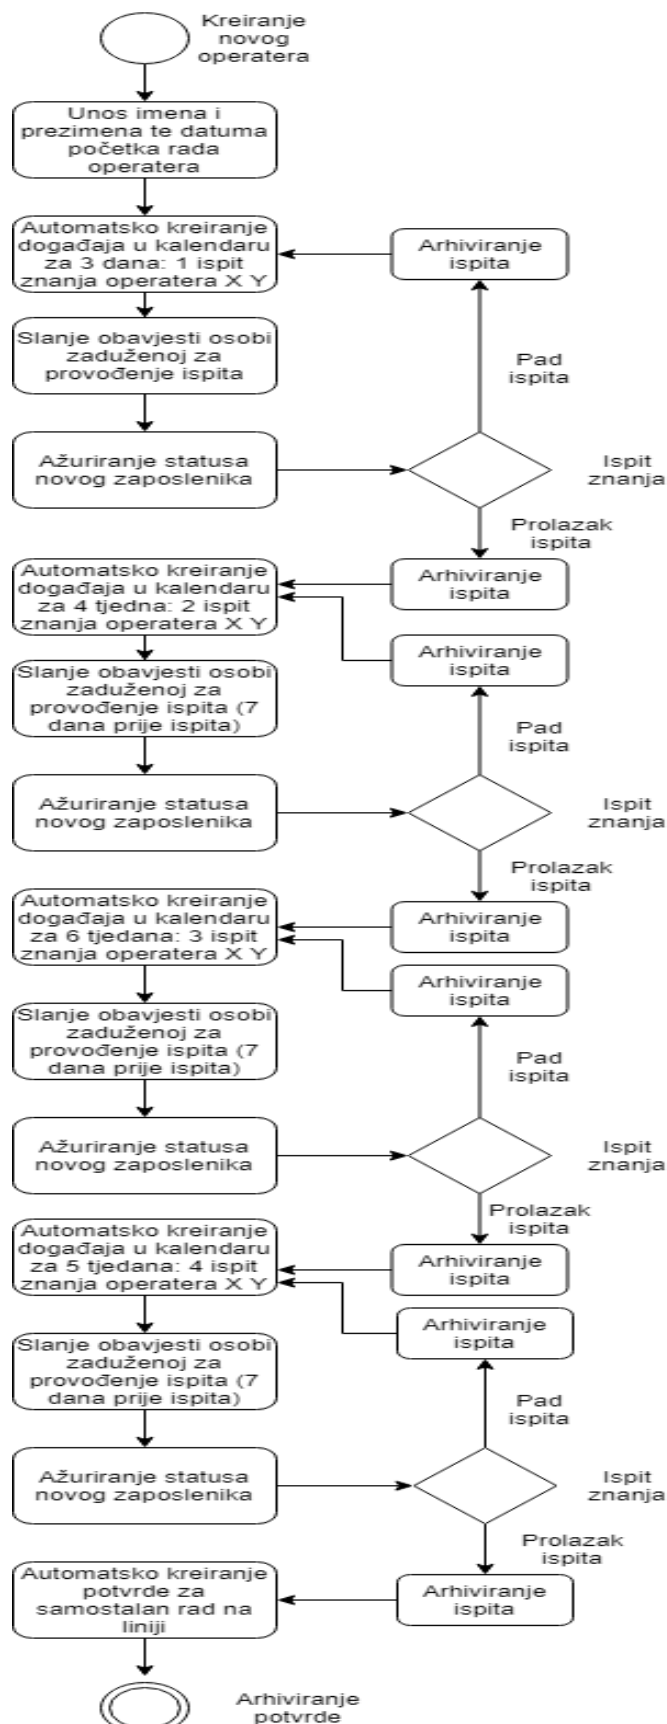 Kreiranje
novog
operatera
Unos imena i
prezimena te datuma
početka rada
operatera
Automatsko kreiranje
događaja u kalendaru
za 3 dana: 1 ispit
znanja operatera X Y
Arhiviranje
ispita
Slanje obavjesti osobi
zaduženoj za
provođenje ispita
Pad
ispita
Ažuriranje statusa
novog zaposlenika
Ispit
znanja
Prolazak
ispita
Automatsko kreiranje
događaja u kalendaru
za 4 tjedna: 2 ispit
znanja operatera X Y
Arhiviranje
ispita
Arhiviranje
ispita
Slanje obavjesti osobi
zaduženoj za
provođenje ispita (7
dana prije ispita)
Pad
ispita
Ažuriranje statusa
novog zaposlenika
Ispit
znanja
Prolazak
ispita
Automatsko kreiranje
događaja u kalendaru
za 6 tjedana: 3 ispit
znanja operatera X Y
Arhiviranje
ispita
Arhiviranje
ispita
Slanje obavjesti osobi
zaduženoj za
provođenje ispita (7
dana prije ispita)
Pad
ispita
Ažuriranje statusa
novog zaposlenika
Ispit
znanja
Prolazak
ispita
Automatsko kreiranje
događaja u kalendaru
za 5 tjedana: 4 ispit
znanja operatera X Y
Arhiviranje
ispita
Arhiviranje
ispita
Slanje obavjesti osobi
zaduženoj za
provođenje ispita (7
dana prije ispita)
Pad
ispita
Ažuriranje statusa
novog zaposlenika
Ispit
znanja
Prolazak
ispita
Automatsko kreiranje
potvrde za
samostalan rad na
liniji
Arhiviranje
ispita
Arhiviranje
potvrde